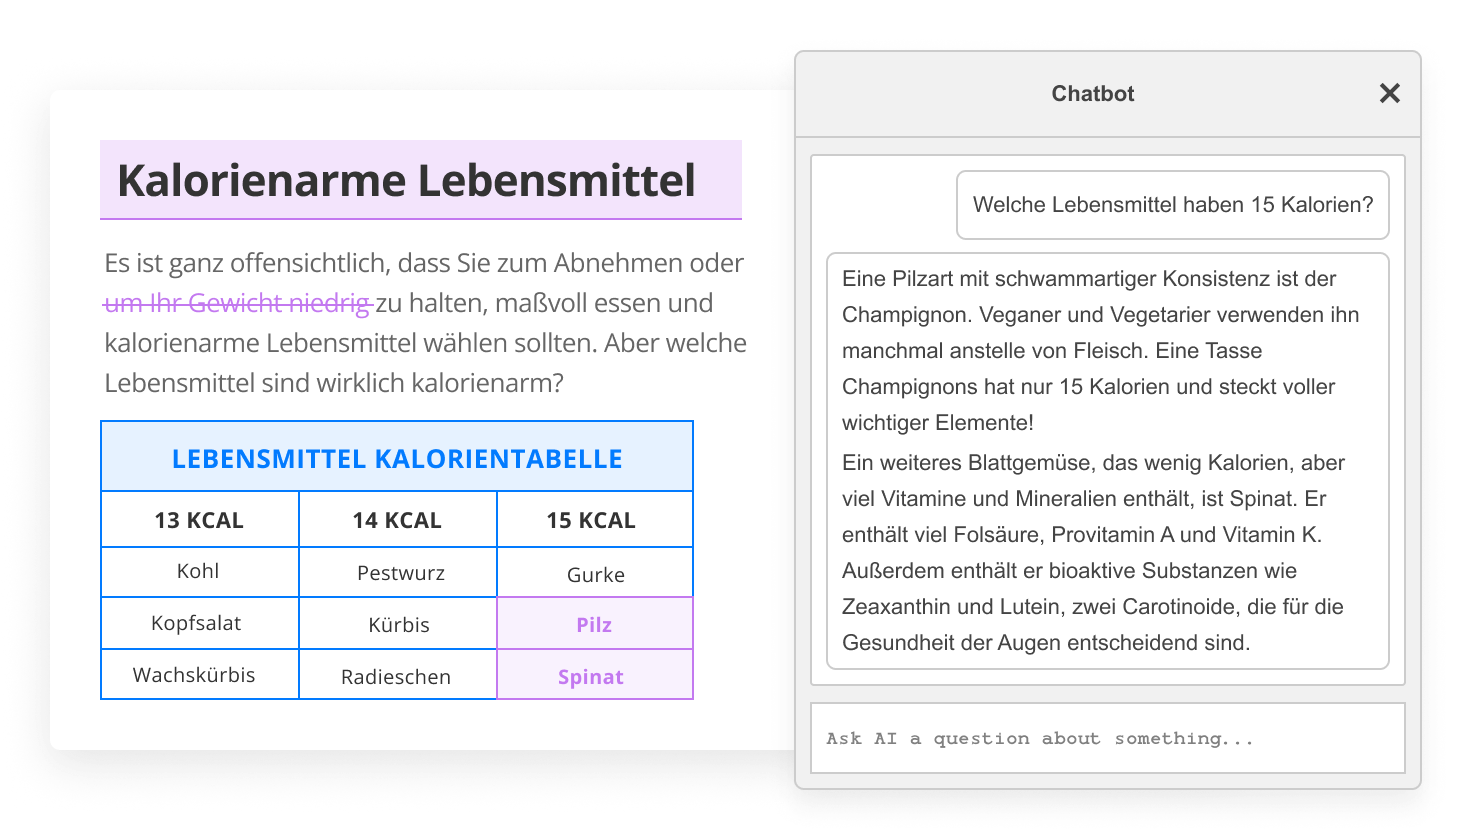 Kalorienarme Lebensmittel
Es ist ganz offensichtlich, dass Sie zum Abnehmen oder
um Ihr Gewicht niedrig zu halten, maßvoll essen und
kalorienarme Lebensmittel wählen sollten. Aber welche
Lebensmittel sind wirklich kalorienarm?
LEBENSMITTEL KALORIENTABELLE
13 KCAL 14 KCAL 15 KCAL
Kohl Pestwurz Gurke
Kopfsalat Kürbis Pilz
Wachskürbis Radieschen Spinat
Chatbot
Welche Lebensmittel haben 15 Kalorien?
Eine Pilzart mit schwammartiger Konsistenz ist der
Champignon. Veganer und Vegetarier verwenden ihn
manchmal anstelle von Fleisch. Eine Tasse
Champignons hat nur 15 Kalorien und steckt voller
wichtiger Elemente!
Ein weiteres Blattgemüse, das wenig Kalorien, aber
viel Vitamine und Mineralien enthält, ist Spinat. Er
enthält viel Folsäure, Provitamin A und Vitamin K.
Außerdem enthält er bioaktive Substanzen wie
Zeaxanthin und Lutein, zwei Carotinoide, die für die
Gesundheit der Augen entscheidend sind.
Ask AI a question about something...